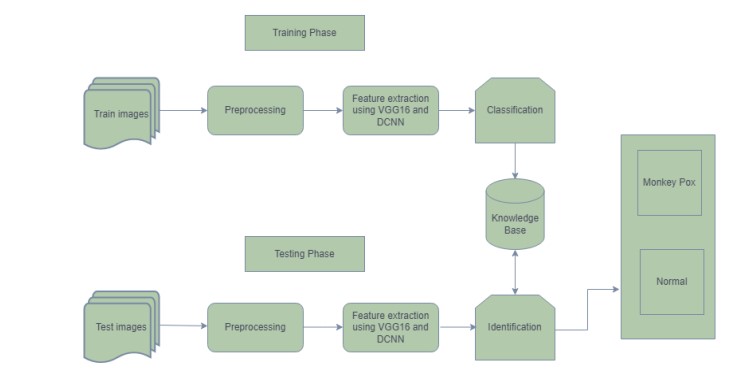 Training Phase
Train images
Preprocessing
Feature extraction
using VGG16 and
DCNN
Classification
Knowledge
Base
Monkey Pox
Normal
Testing Phase
Test images
Preprocessing
Feature extraction
using VGG16 and
DCNN
Identification